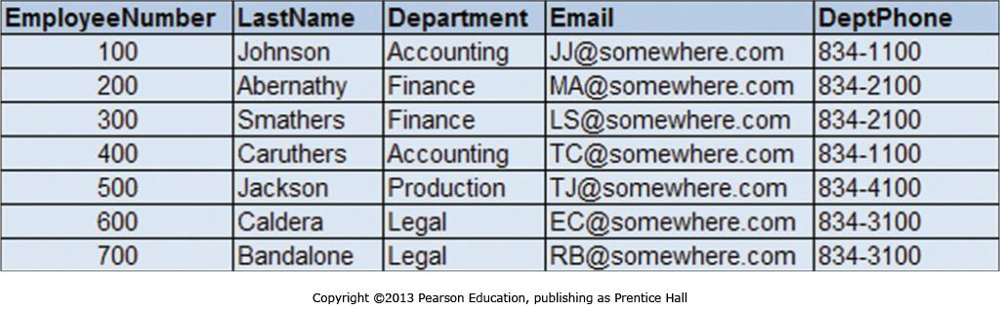 EmployeeNumber LastName Department Email DeptPhone
100 Johnson Accounting JJ@somewhere.com 834-1100
200 Abernathy Finance MA@somewhere.com 834-2100
300 Smathers Finance LS@somewhere.com 834-2100
400 Caruthers Accounting TC@somewhere.com 834-1100
500 Jackson Production TJ@somewhere.com 834-4100
600 Caldera Legal EC@somewhere.com 834-3100
700 Bandalone Legal RB@somewhere.com 834-3100
Copyright ©2013 Pearson Education, publishing as Prentice Hall